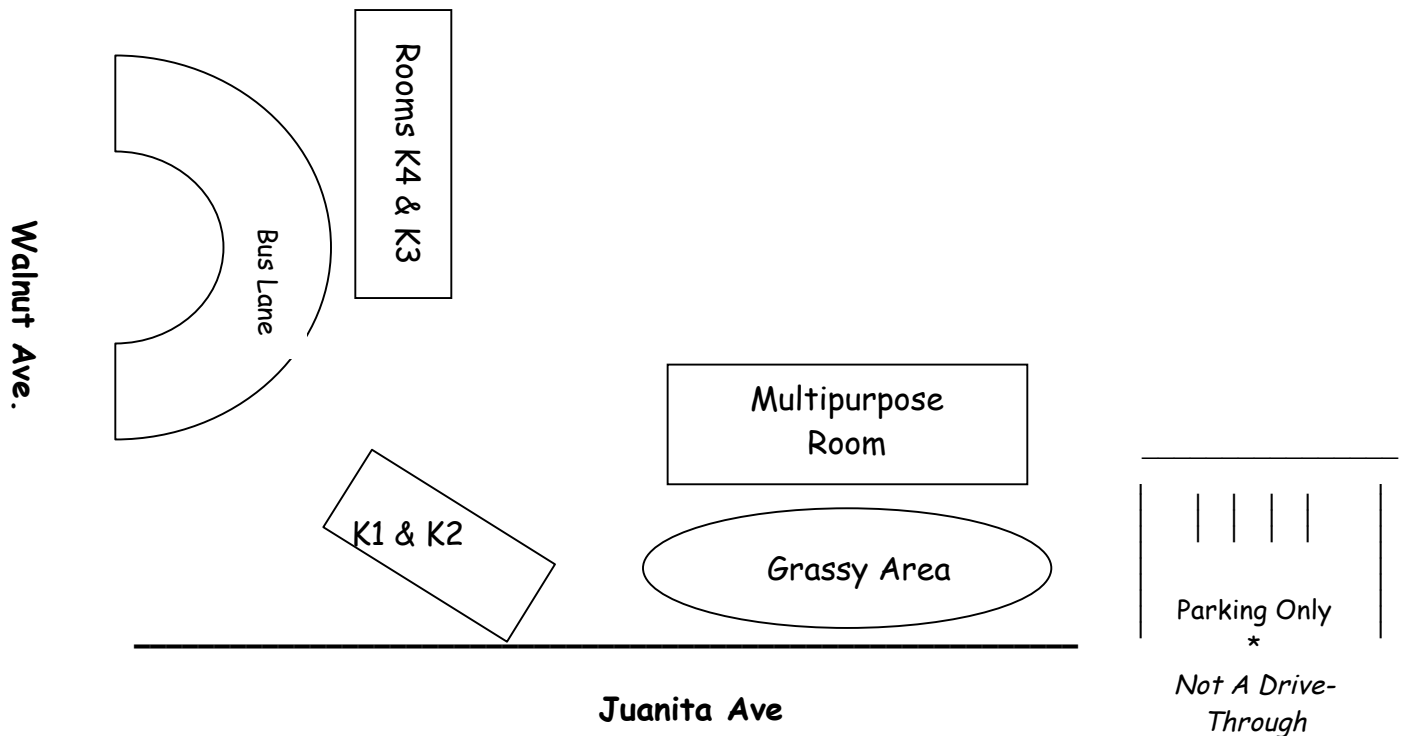 Rooms K4 & K3
Bus Lane
Walnut Ave.
Multipurpose
Room
K1 & K2
Grassy Area
Parking Only
*
Not A Drive-
Through
Juanita Ave